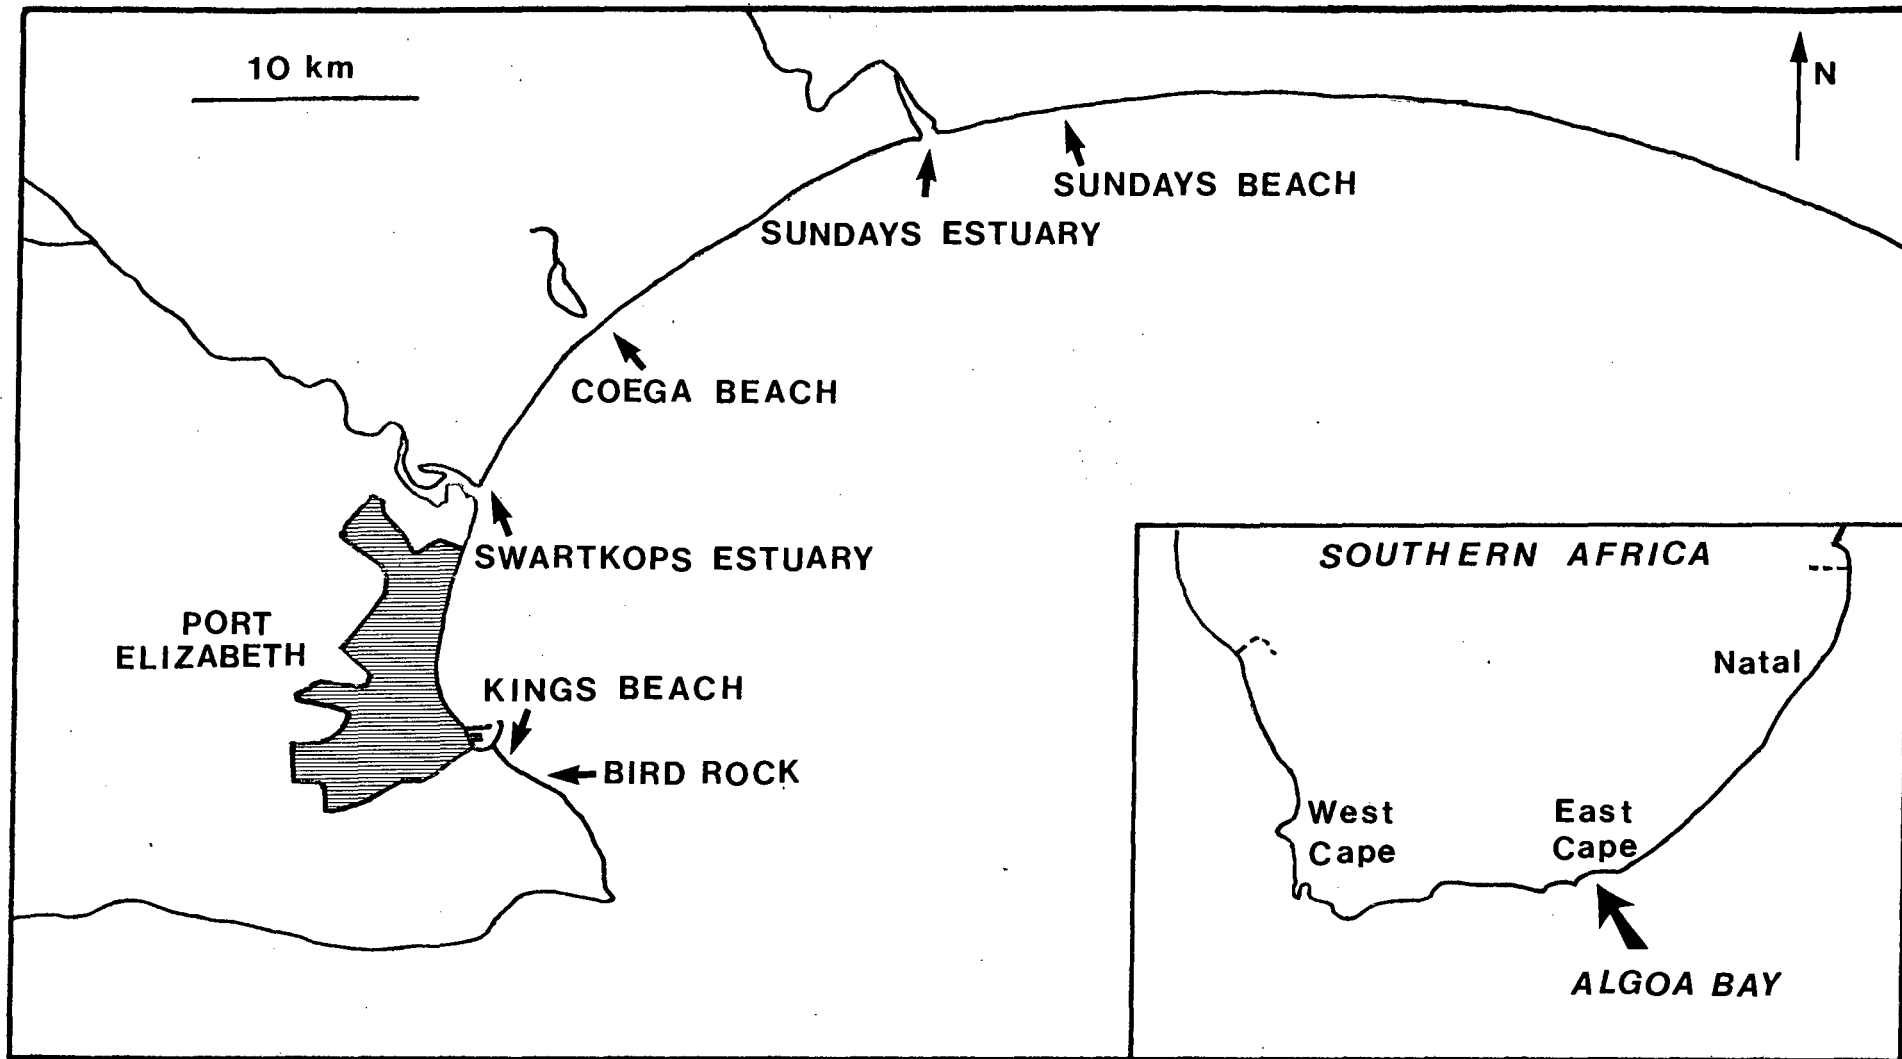 10 km
N
SUNDAYS BEACH
SUNDAYS ESTUARY
COEGA BEACH
SWARTKOPS ESTUARY
PORT
ELIZABETH
KINGS BEACH
BIRD ROCK
SOUTHERN AFRICA
Natal
West
Cape
East
Cape
ALGOA BAY